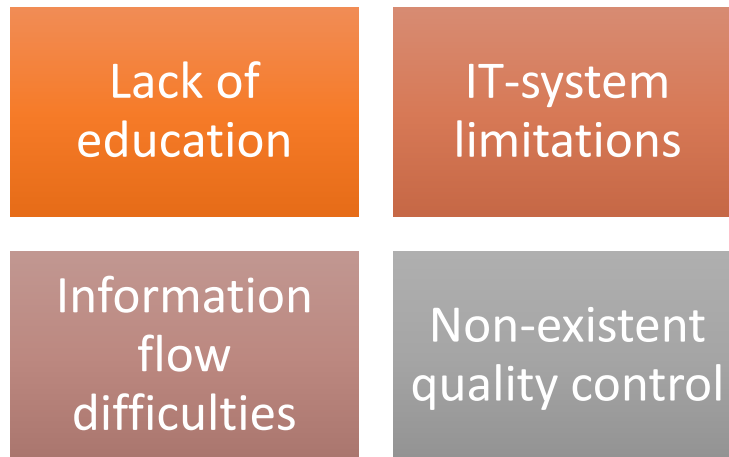 Lack of
education
IT-system
limitations
Information
flow
difficulties
Non-existent
quality control